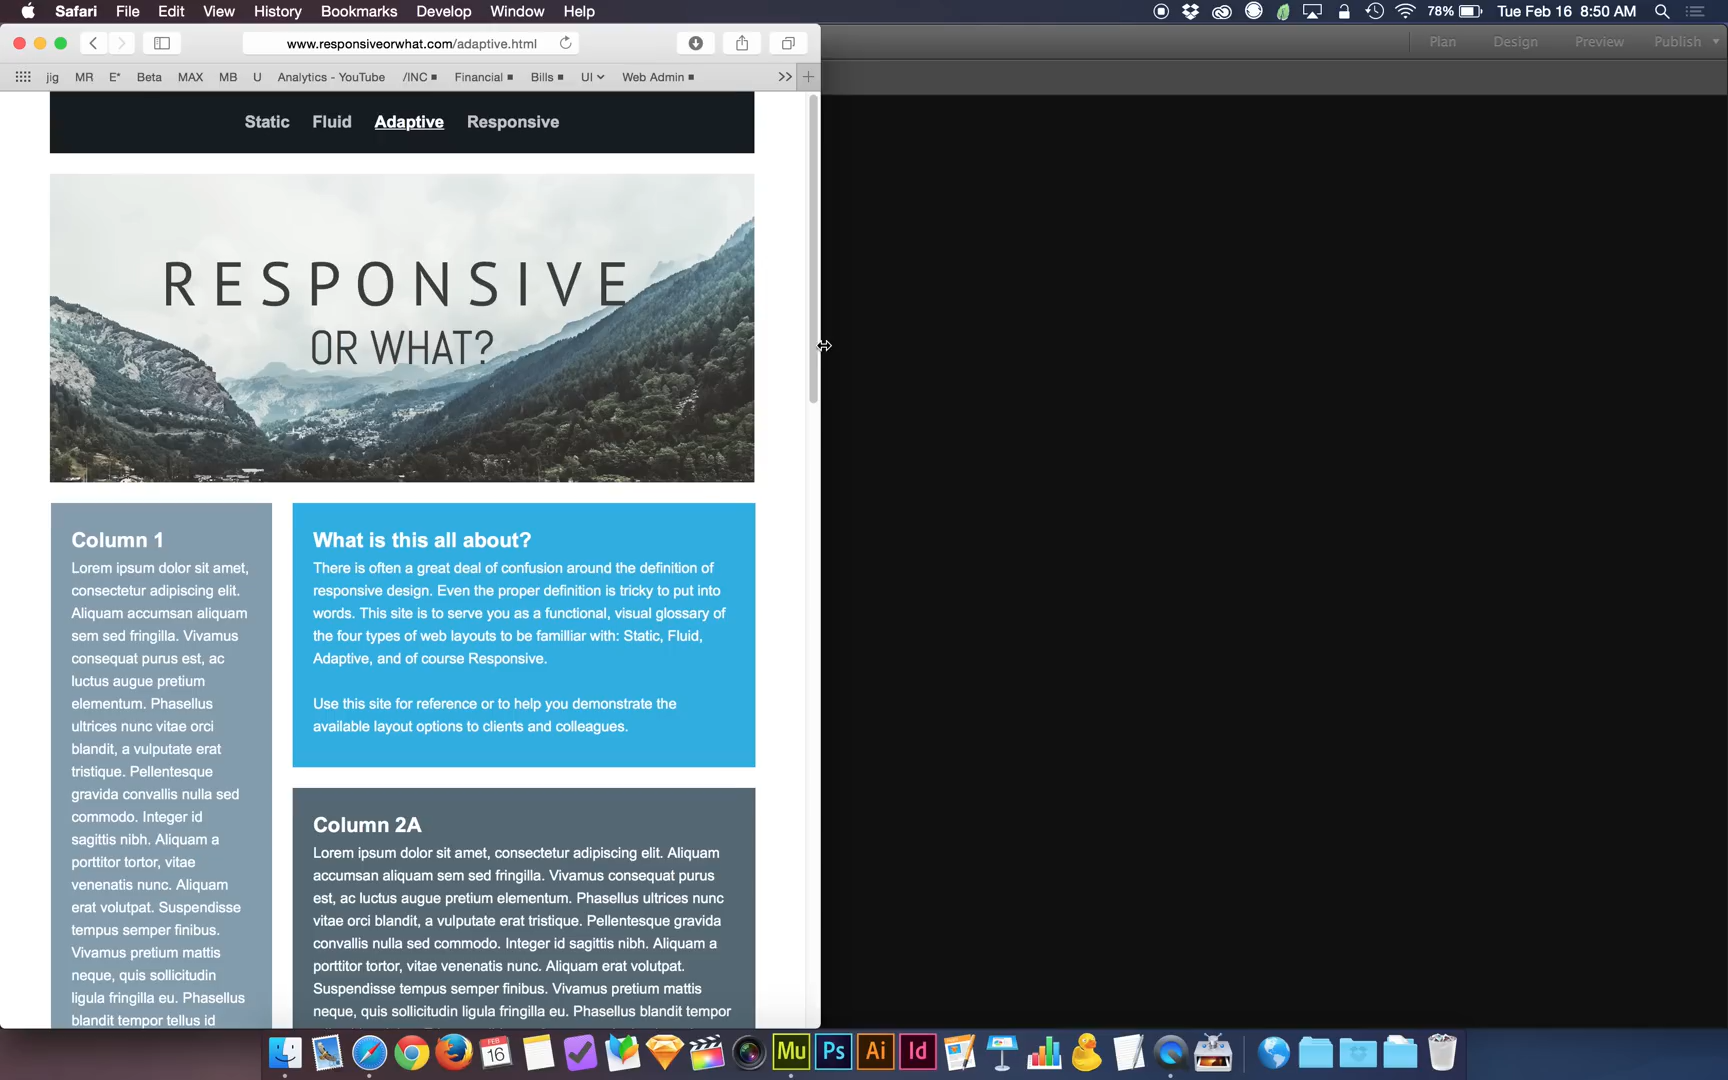 Safari File Edit View History Bookmarks Develop Window Help 78% Tue Feb 16 8:50 AM
www.responsiveorwhat.com/adaptive.html
Plan Design Preview Publish
jig MR E* Beta MAX MB U Analytics - YouTube /INC Financial Bills UI Web Admin >> +
Static Fluid Adaptive Responsive
RESPONSIVE
OR WHAT?
Column 1
Lorem ipsum dolor sit amet,
consectetur adipiscing elit.
Aliquam accumsan aliquam
sem sed fringilla. Vivamus
consequat purus est, ac
luctus augue pretium
elementum. Phasellus
ultrices nunc vitae orci
blandit, a vulputate erat
tristique. Pellentesque
gravida convallis nulla sed
commodo. Integer id
sagittis nibh. Aliquam a
porttitor tortor, vitae
venenatis nunc. Aliquam
erat volutpat. Suspendisse
tempus semper finibus.
Vivamus pretium mattis
neque, quis sollicitudin
ligula fringilla eu. Phasellus
blandit tempor tellus id
What is this all about?
There is often a great deal of confusion around the definition of
responsive design. Even the proper definition is tricky to put into
words. This site is to serve you as a functional, visual glossary of
the four types of web layouts to be familliar with: Static, Fluid,
Adaptive, and of course Responsive.
Use this site for reference or to help you demonstrate the
available layout options to clients and colleagues.
Column 2A
Lorem ipsum dolor sit amet, consectetur adipiscing elit. Aliquam
accumsan aliquam sem sed fringilla. Vivamus consequat purus
est, ac luctus augue pretium elementum. Phasellus ultrices nunc
vitae orci blandit, a vulputate erat tristique. Pellentesque gravida
convallis nulla sed commodo. Integer id sagittis nibh. Aliquam a
porttitor tortor, vitae venenatis nunc. Aliquam erat volutpat.
Suspendisse tempus semper finibus. Vivamus pretium mattis
neque, quis sollicitudin ligula fringilla eu. Phasellus blandit tempor
FEB
16 Mu Ps Ai Id